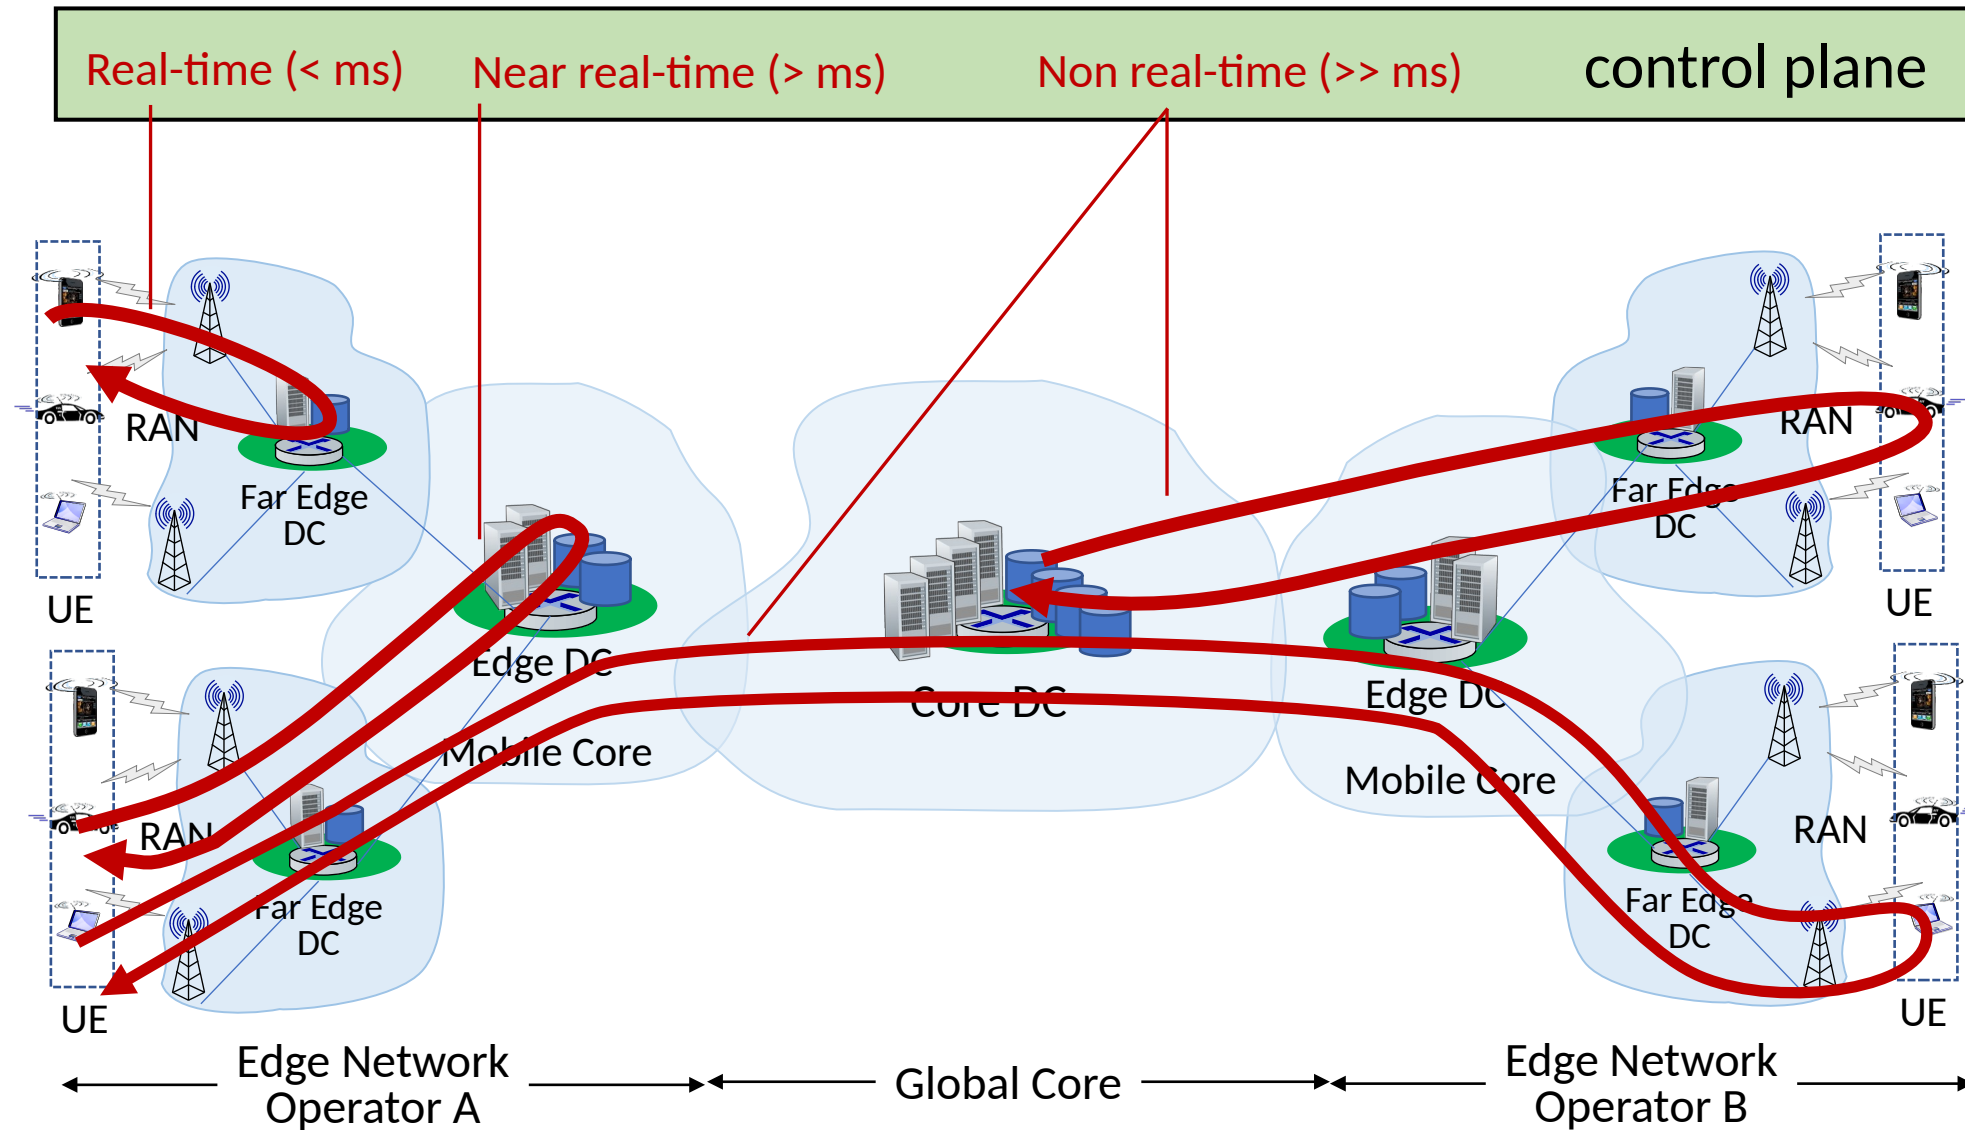 Real-time (< ms)
Near real-time (> ms)
Non real-time (>> ms)
control plane
RAN
Far Edge
DC
UE
RAN
Far Edge
DC
UE
Edge DC
Mobile Core
Core DC
Edge DC
Mobile Core
RAN
Far Edge
DC
UE
RAN
Far Edge
DC
UE
Edge Network
Operator A
Global Core
Edge Network
Operator B